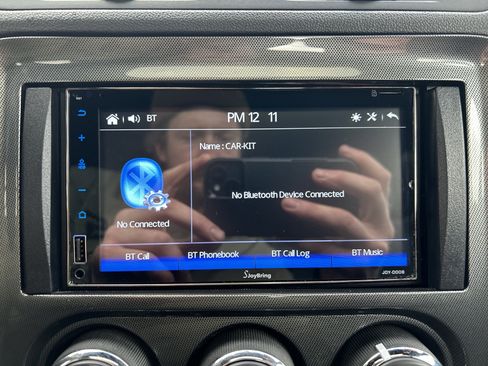 BT PM 12 11
Name : CAR-KIT
No Bluetooth Device Connected
No Connected
BT Call BT Phonebook BT Call Log BT Music
JoyBring
JOY-D008